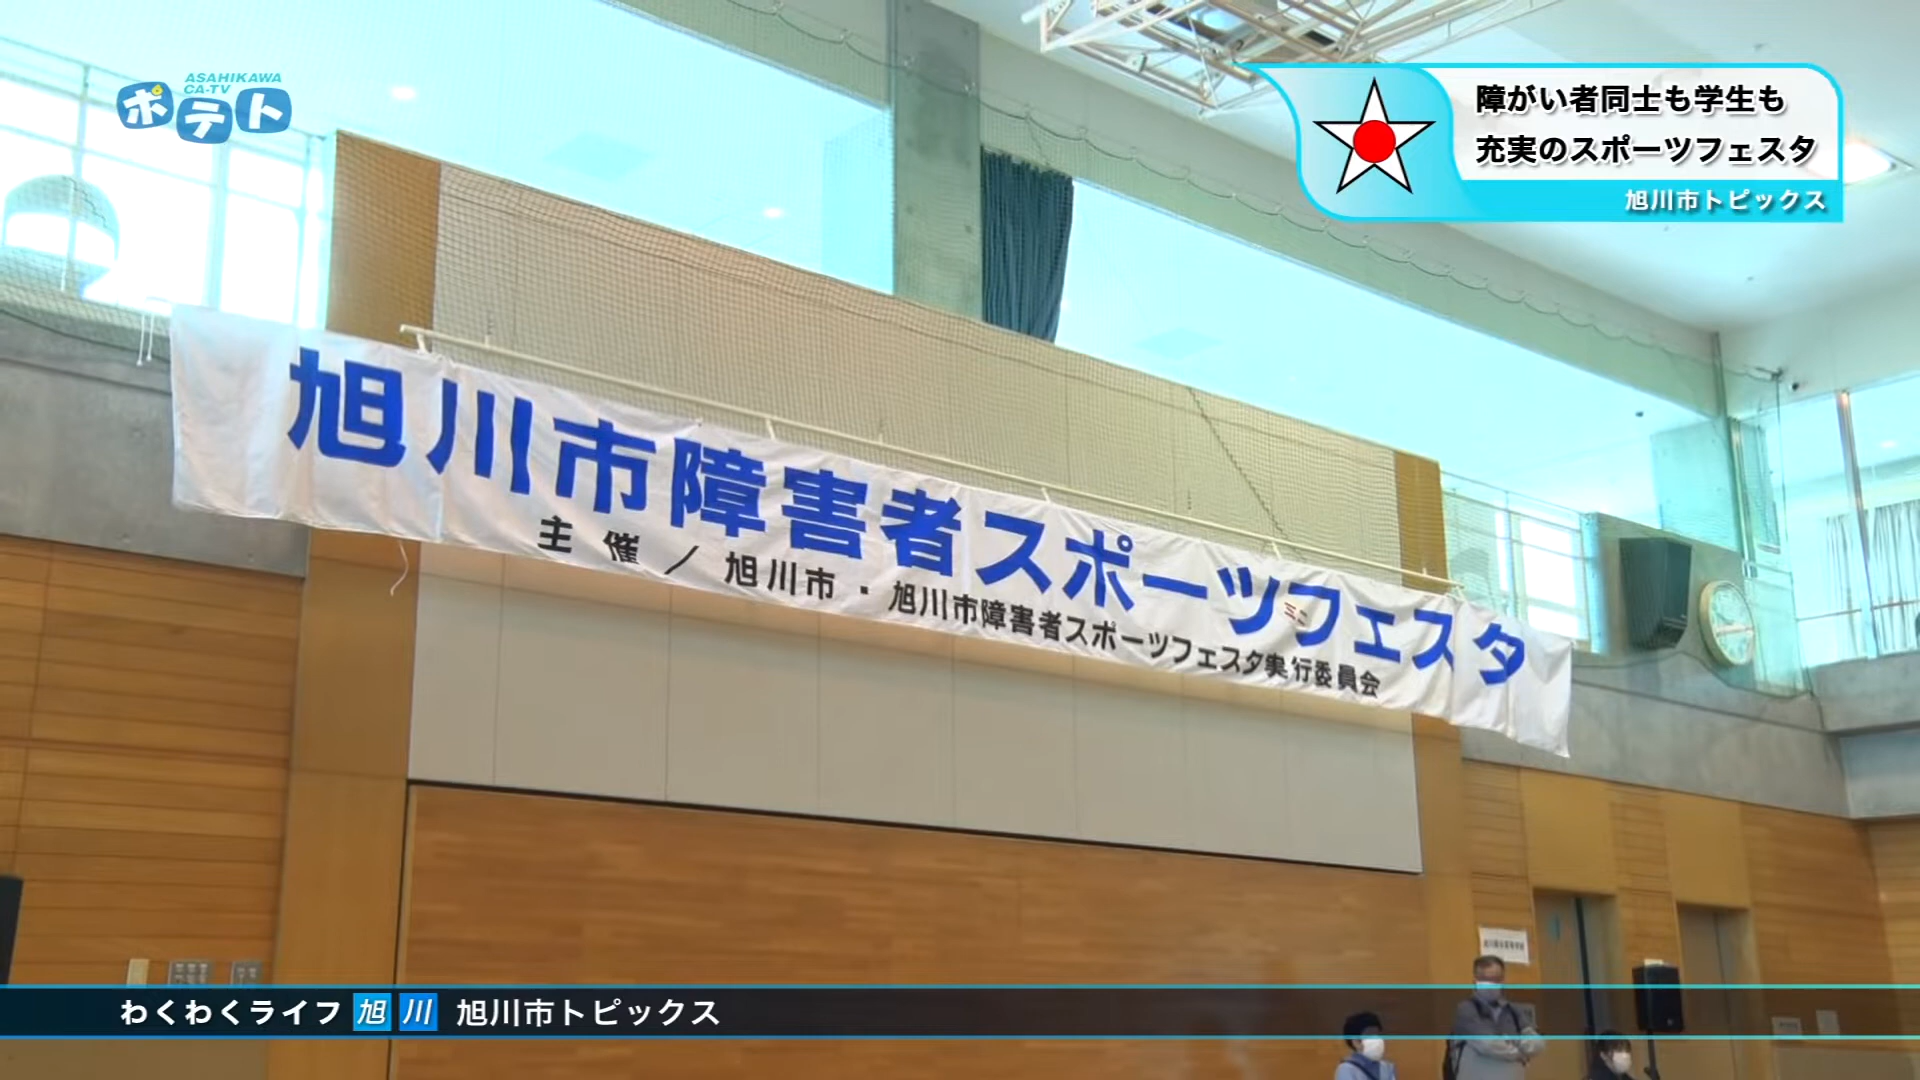 ASAHIKAWA
CA-TV
ポテト
障がい者同士も学生も
充実のスポーツフェスタ
旭川市トピックス
旭川市障害者スポーツフェスタ
主催／旭川市・旭川市障害者スポーツフェスタ実行委員会
わくわくライフ旭川 旭川市トピックス